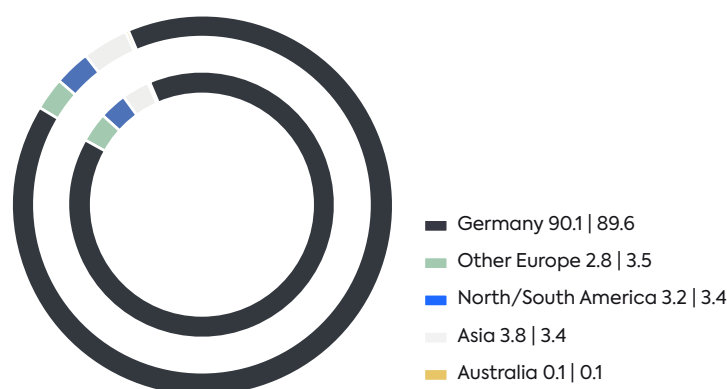 Germany 90.1 | 89.6
Other Europe 2.8 | 3.5
North/South America 3.2 | 3.4
Asia 3.8 | 3.4
Australia 0.1 | 0.1